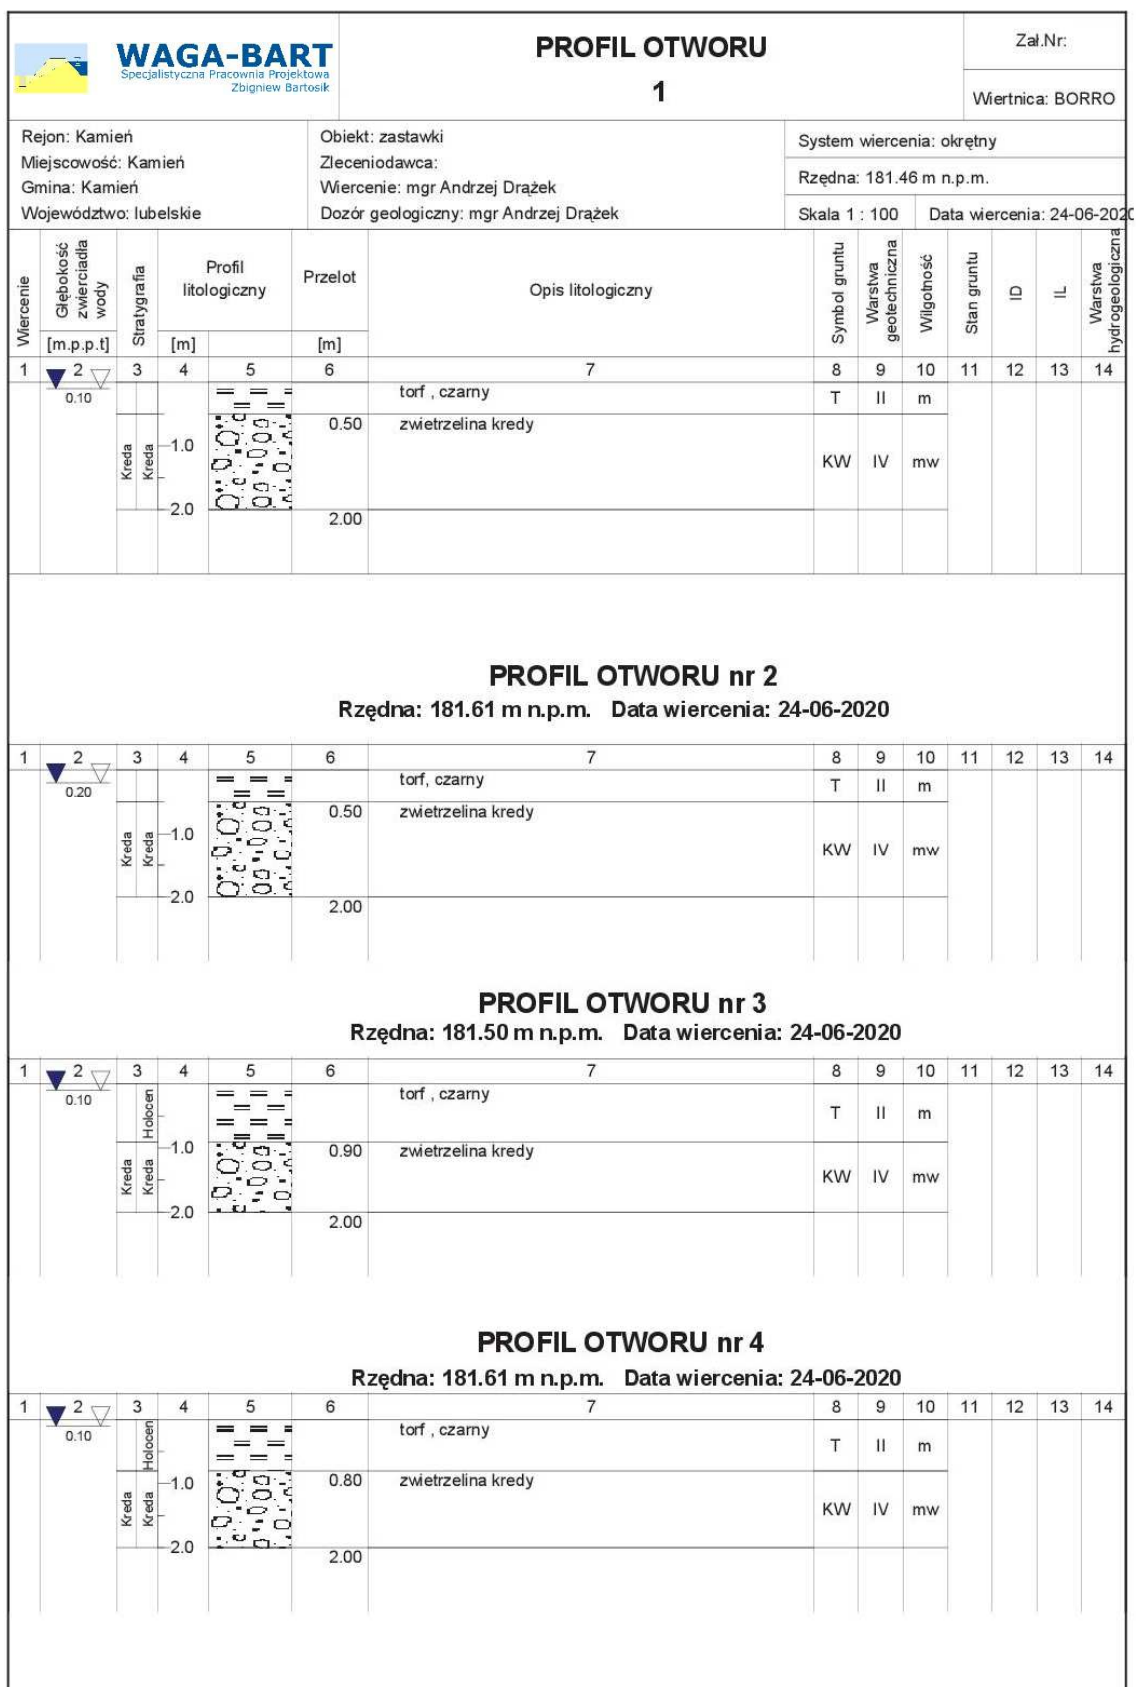 WAGA-BART
Specjalistyczna Pracownia Projektowa
Zbigniew Bartosik
PROFIL OTWORU
1
Zał.Nr:
Wiertnica: BORRO
Rejon: Kamień
Miejscowość: Kamień
Gmina: Kamień
Województwo: lubelskie
Obiekt: zastawki
Zleceniodawca:
Wiercenie: mgr Andrzej Drążek
Dozór geologiczny: mgr Andrzej Drążek
System wiercenia: okrętny
Rzędna: 181.46 m n.p.m.
Skala 1 : 100 Data wiercenia: 24-06-2020
Wiercenie
Głębokość zwierciadła wody
[m.p.p.t]
Stratygrafia
Profil litologiczny
[m]
Przelot
[m]
Opis litologiczny
Symbol gruntu
Warstwa geotechniczna
Wilgotność
Stan gruntu
ID
IL
Warstwa hydrogeologiczna
1 2 3 4 5 6 7 8 9 10 11 12 13 14
0.10 torf , czarny T II m
0.50 zwietrzelina kredy
Kreda Kreda 1.0 KW IV mw
2.0 2.00
PROFIL OTWORU nr 2
Rzędna: 181.61 m n.p.m. Data wiercenia: 24-06-2020
1 2 3 4 5 6 7 8 9 10 11 12 13 14
0.20 torf, czarny T II m
0.50 zwietrzelina kredy
Kreda Kreda 1.0 KW IV mw
2.0 2.00
PROFIL OTWORU nr 3
Rzędna: 181.50 m n.p.m. Data wiercenia: 24-06-2020
1 2 3 4 5 6 7 8 9 10 11 12 13 14
0.10 Holocen torf , czarny T II m
1.0 0.90 zwietrzelina kredy
Kreda Kreda KW IV mw
2.0 2.00
PROFIL OTWORU nr 4
Rzędna: 181.61 m n.p.m. Data wiercenia: 24-06-2020
1 2 3 4 5 6 7 8 9 10 11 12 13 14
0.10 Holocen torf , czarny T II m
1.0 0.80 zwietrzelina kredy
Kreda Kreda KW IV mw
2.0 2.00